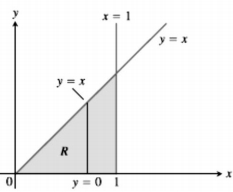 y
x = 1
y = x
y = x
R
x
0
y = 0
1